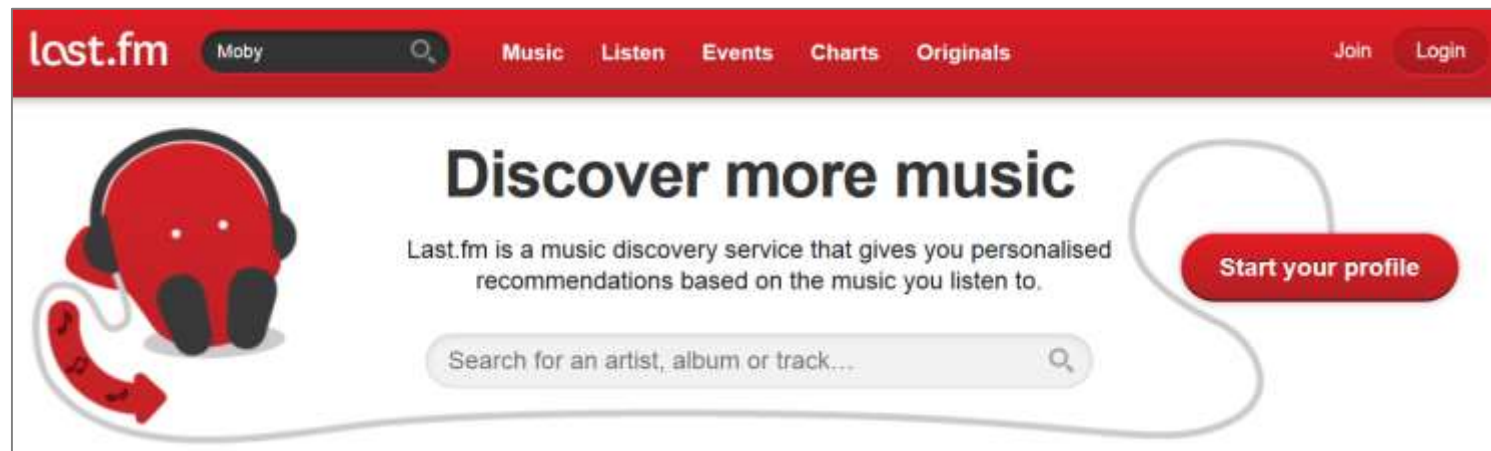 last.fm Moby Music Listen Events Charts Originals Join Login
Discover more music
Last.fm is a music discovery service that gives you personalised
recommendations based on the music you listen to.
Start your profile
Search for an artist, album or track...